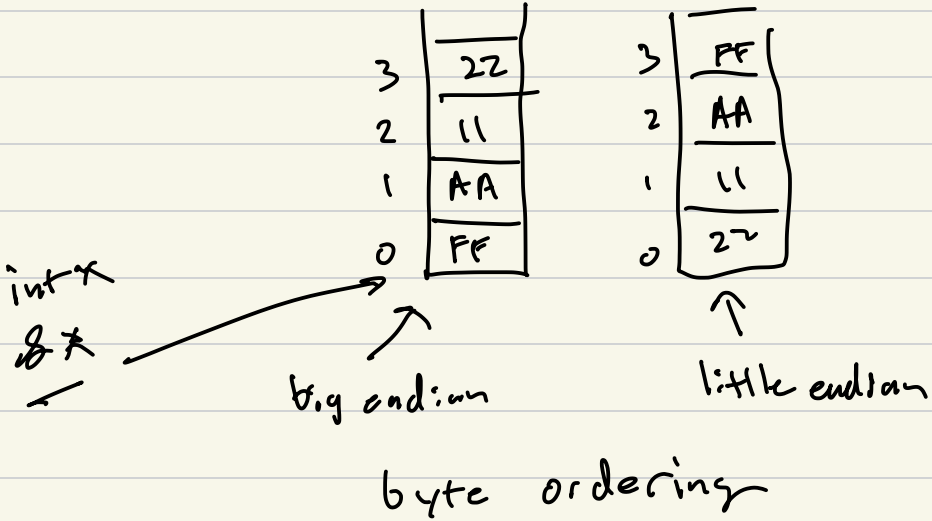 3 22 3 FF
2 11 2 AA
1 AA 1 11
0 FF 0 22
int x
&x
big endian little endian
byte ordering